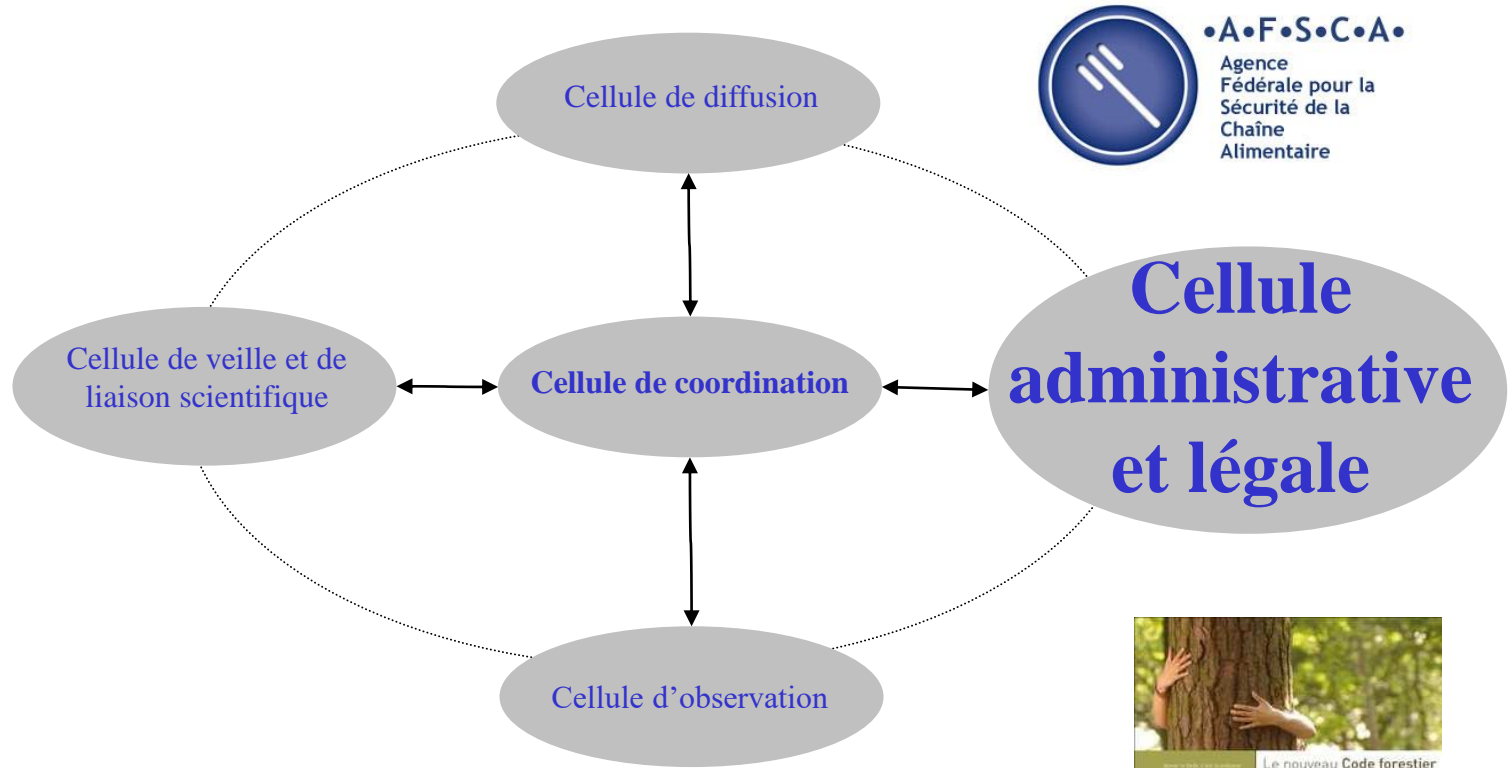 •A•F•S•C•A•
Agence
Fédérale pour la
Sécurité de la
Chaîne
Alimentaire
Cellule de diffusion
Cellule
administrative
et légale
Cellule de veille et de
liaison scientifique
Cellule de coordination
Cellule d’observation
Le nouveau Code forestier